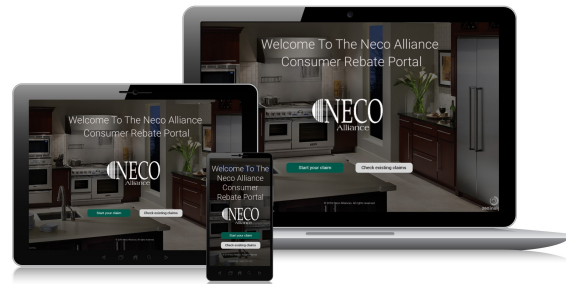 Welcome To The Neco Alliance
Consumer Rebate Portal
NECO
Alliance
Start your claim
Check existing claims
Welcome To The Neco Alliance
Consumer Rebate Portal
NECO
Alliance
Start your claim
Check existing claims
Welcome To The
Neco Alliance
Consumer
Rebate Portal
NECO
Alliance
Start your claim
Check existing claims